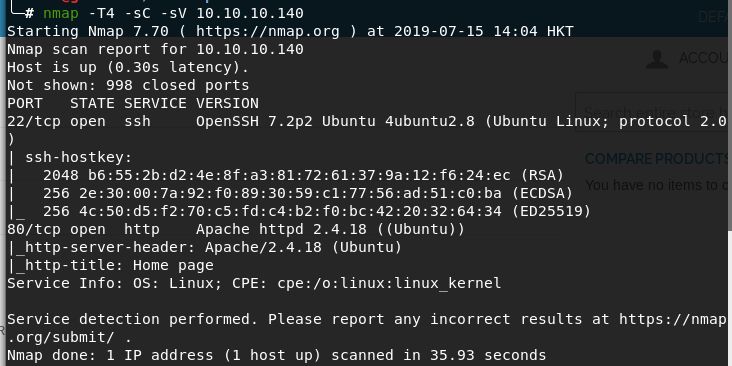 └─# nmap -T4 -sC -sV 10.10.10.140
Starting Nmap 7.70 ( https://nmap.org ) at 2019-07-15 14:04 HKT
Nmap scan report for 10.10.10.140
Host is up (0.30s latency).
Not shown: 998 closed ports
PORT   STATE SERVICE VERSION
22/tcp open  ssh     OpenSSH 7.2p2 Ubuntu 4ubuntu2.8 (Ubuntu Linux; protocol 2.0
)
| ssh-hostkey:
|   2048 b6:55:2b:d2:4e:8f:a3:81:72:61:37:9a:12:f6:24:ec (RSA)
|   256 2e:30:00:7a:92:f0:89:30:59:c1:77:56:ad:51:c0:ba (ECDSA)
|_  256 4c:50:d5:f2:70:c5:fd:c4:b2:f0:bc:42:20:32:64:34 (ED25519)
80/tcp open  http    Apache httpd 2.4.18 ((Ubuntu))
|_http-server-header: Apache/2.4.18 (Ubuntu)
|_http-title: Home page
Service Info: OS: Linux; CPE: cpe:/o:linux:linux_kernel
Service detection performed. Please report any incorrect results at https://nmap
.org/submit/ .
Nmap done: 1 IP address (1 host up) scanned in 35.93 seconds
DEFA
ACCOU
Search entire store h
COMPARE PRODUCTS
You have no items to c